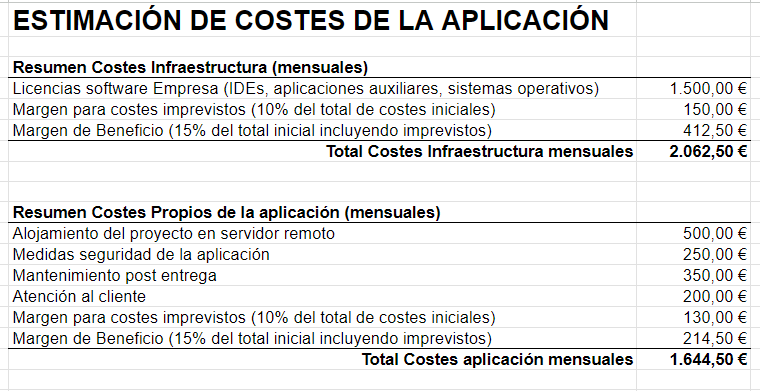 ESTIMACIÓN DE COSTES DE LA APLICACIÓN
Resumen Costes Infraestructura (mensuales)
Licencias software Empresa (IDEs, aplicaciones auxiliares, sistemas operativos) 1.500,00 €
Margen para costes imprevistos (10% del total de costes iniciales) 150,00 €
Margen de Beneficio (15% del total inicial incluyendo imprevistos) 412,50 €
Total Costes Infraestructura mensuales 2.062,50 €
Resumen Costes Propios de la aplicación (mensuales)
Alojamiento del proyecto en servidor remoto 500,00 €
Medidas seguridad de la aplicación 250,00 €
Mantenimiento post entrega 350,00 €
Atención al cliente 200,00 €
Margen para costes imprevistos (10% del total de costes iniciales) 130,00 €
Margen de Beneficio (15% del total inicial incluyendo imprevistos) 214,50 €
Total Costes aplicación mensuales 1.644,50 €